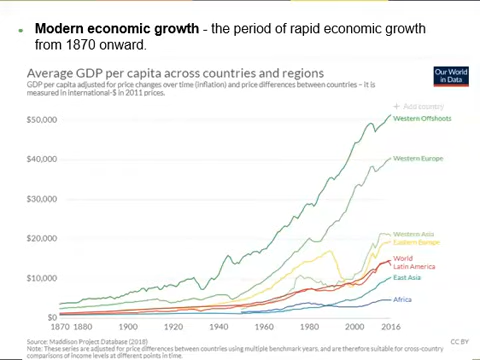 • Modern economic growth - the period of rapid economic growth
from 1870 onward.
Average GDP per capita across countries and regions
GDP per capita adjusted for price changes over time (inflation) and price differences between countries – it is
measured in international-$ in 2011 prices.
Our World
in Data
+ Add country
$50,000
$40,000
$30,000
$20,000
$10,000
$0
Western Offshoots
Western Europe
Western Asia
Eastern Europe
World
Latin America
East Asia
Africa
1870 1880 1900 1920 1940 1960 1980 2000 2016
Source: Maddison Project Database (2018)
CC BY
Note: These series are adjusted for price differences between countries using multiple benchmark years, and are therefore suitable for cross-country
comparisons of income levels at different points in time.